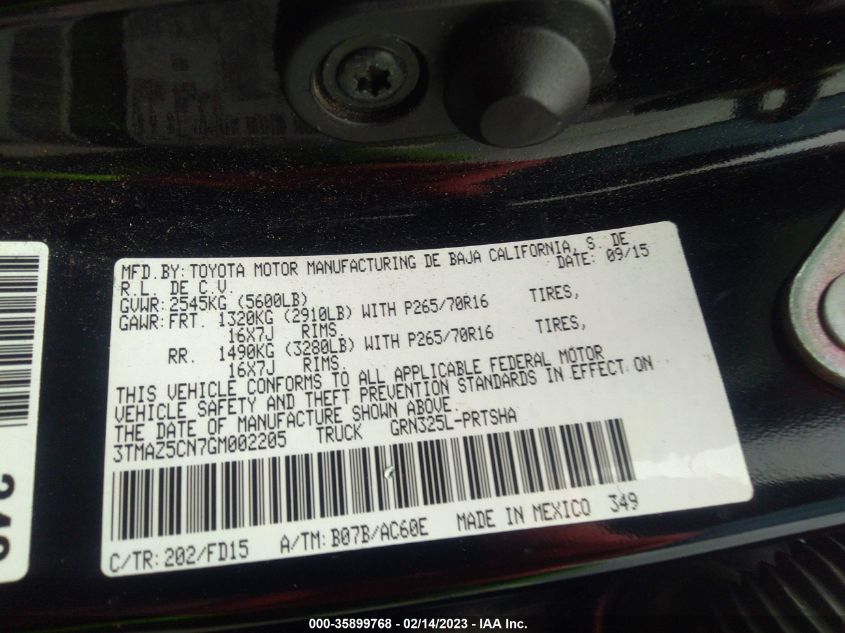 MFD.BY:TOYOTA MOTOR MANUFACTURING DE BAJA CALIFORNIA, S. DE
R.L. DE C.V. DATE: 09/15
GVWR:2545KG (5600LB)
GAWR:FRT. 1320KG (2910LB) WITH P265/70R16 TIRES,
16X7J RIMS.
RR. 1490KG (3280LB) WITH P265/70R16 TIRES,
16X7J RIMS.
THIS VEHICLE CONFORMS TO ALL APPLICABLE FEDERAL MOTOR
VEHICLE SAFETY AND THEFT PREVENTION STANDARDS IN EFFECT ON
THE DATE OF MANUFACTURE SHOWN ABOVE.
3TMAZ5CN7GM002205 TRUCK GRN325L-PRTSHA
C/TR:202/FD15 A/TM:B07B/AC60E MADE IN MEXICO 349
000-35899768 - 02/14/2023 - IAA Inc.